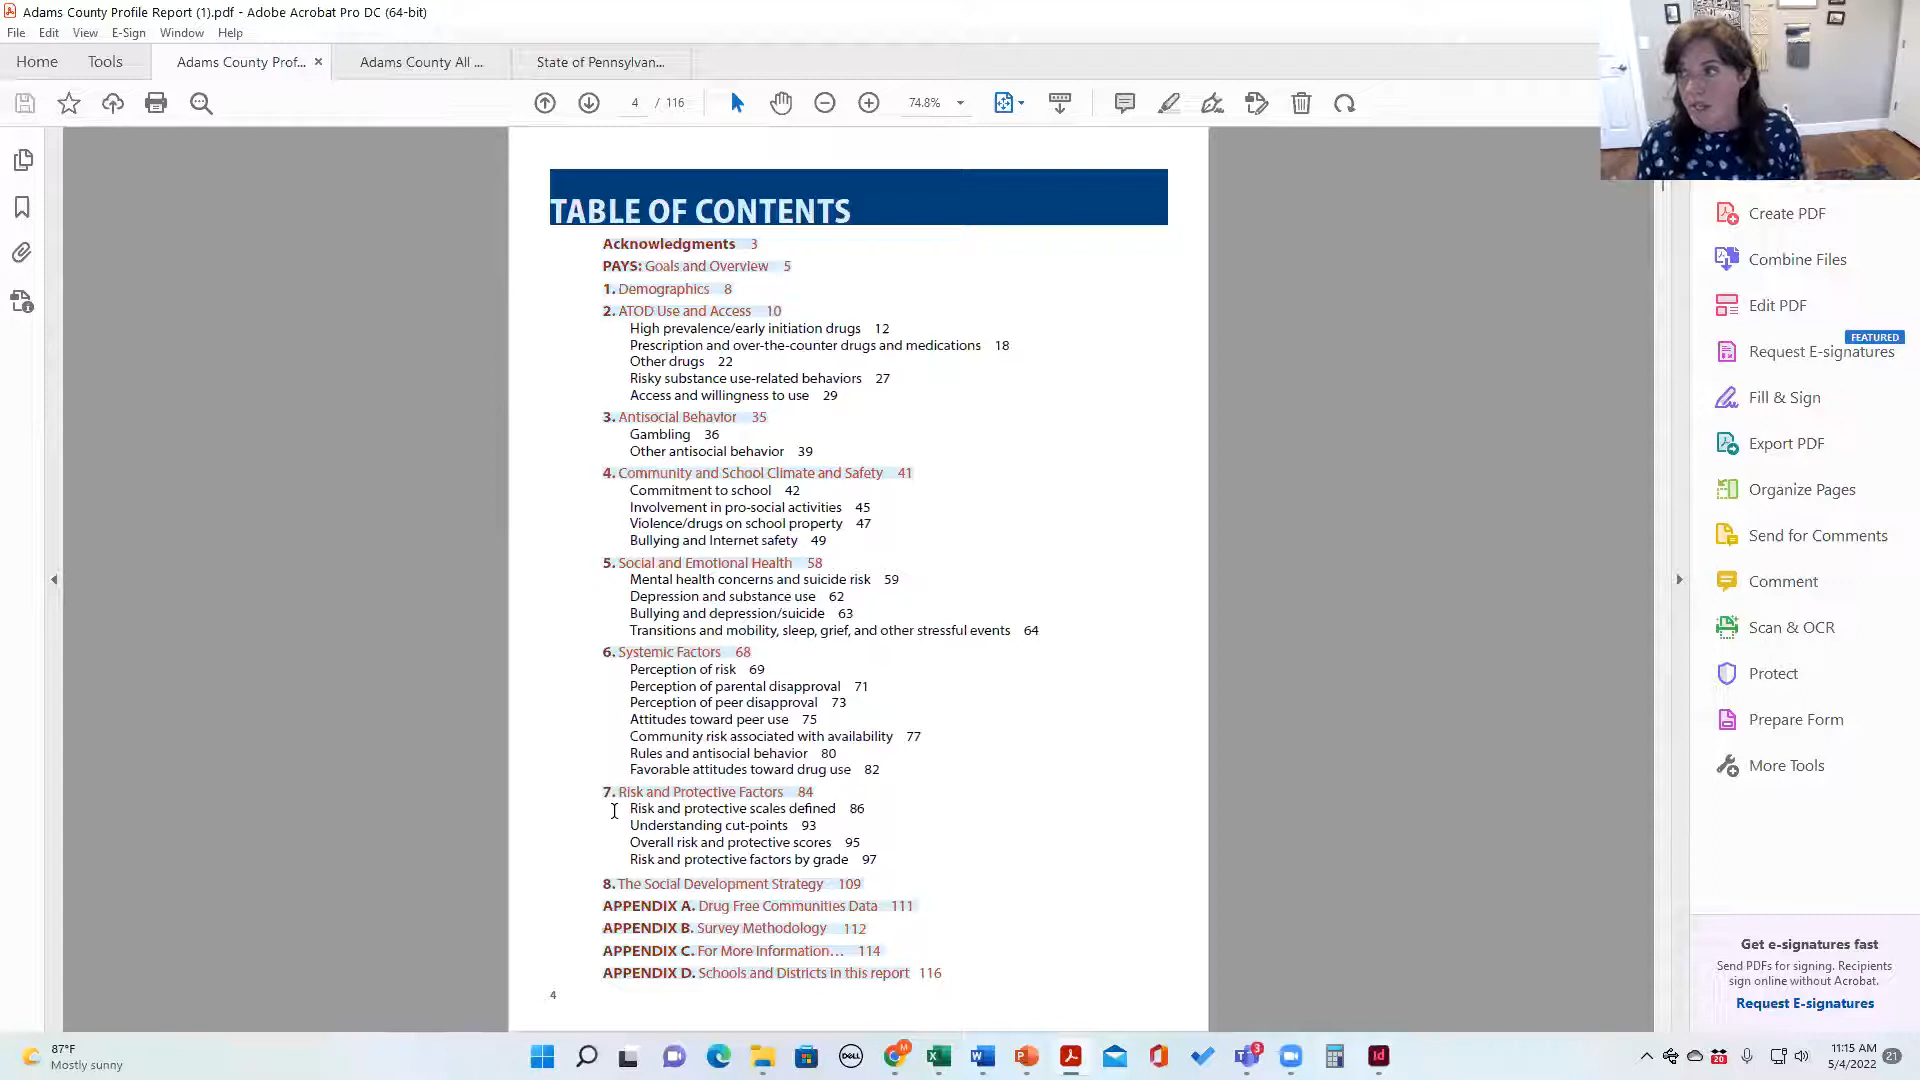 Adams County Profile Report (1).pdf - Adobe Acrobat Pro DC (64-bit)
File Edit View E-Sign Window Help
Home Tools Adams County Prof... × Adams County All ... State of Pennsylvan...
4 / 116 74.8%
TABLE OF CONTENTS
Acknowledgments 3
PAYS: Goals and Overview 5
1. Demographics 8
2. ATOD Use and Access 10
High prevalence/early initiation drugs 12
Prescription and over-the-counter drugs and medications 18
Other drugs 22
Risky substance use-related behaviors 27
Access and willingness to use 29
3. Antisocial Behavior 35
Gambling 36
Other antisocial behavior 39
4. Community and School Climate and Safety 41
Commitment to school 42
Involvement in pro-social activities 45
Violence/drugs on school property 47
Bullying and Internet safety 49
5. Social and Emotional Health 58
Mental health concerns and suicide risk 59
Depression and substance use 62
Bullying and depression/suicide 63
Transitions and mobility, sleep, grief, and other stressful events 64
6. Systemic Factors 68
Perception of risk 69
Perception of parental disapproval 71
Perception of peer disapproval 73
Attitudes toward peer use 75
Community risk associated with availability 77
Rules and antisocial behavior 80
Favorable attitudes toward drug use 82
7. Risk and Protective Factors 84
Risk and protective scales defined 86
Understanding cut-points 93
Overall risk and protective scores 95
Risk and protective factors by grade 97
8. The Social Development Strategy 109
APPENDIX A. Drug Free Communities Data 111
APPENDIX B. Survey Methodology 112
APPENDIX C. For More Information... 114
APPENDIX D. Schools and Districts in this report 116
4
Create PDF
Combine Files
Edit PDF
FEATURED
Request E-signatures
Fill & Sign
Export PDF
Organize Pages
Send for Comments
Comment
Scan & OCR
Protect
Prepare Form
More Tools
Get e-signatures fast
Send PDFs for signing. Recipients
sign online without Acrobat.
Request E-signatures
87°F
Mostly sunny
DELL
M
3
Id
20
11:15 AM
5/4/2022
21